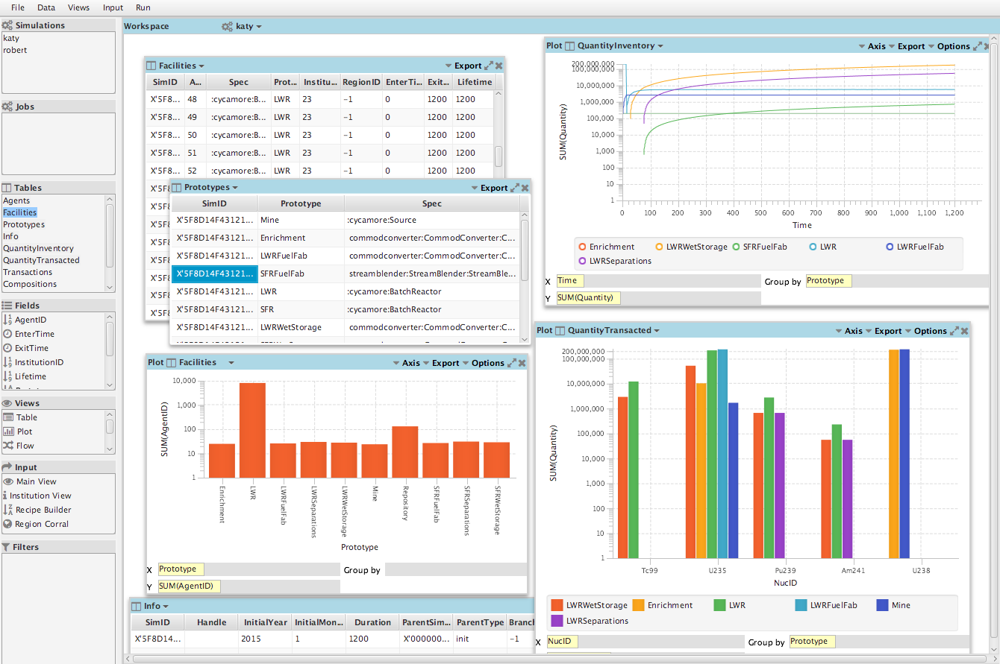 File Data Views Input Run
Simulations
katy
robert
Jobs
Tables
Agents
Facilities
Prototypes
Info
QuantityInventory
QuantityTransacted
Transactions
Compositions
Fields
AgentID
EnterTime
ExitTime
InstitutionID
Lifetime
Views
Table
Plot
Flow
Input
Main View
Institution View
Recipe Builder
Region Corral
Filters
Workspace katy
Facilities Export
SimID A... Spec Prot... Institu... RegionID EnterTi... Exit... Lifetime
X'5F8... 48 :cycamore:B... LWR 23 -1 0 1200 1200
X'5F8... 49 :cycamore:B... LWR 23 -1 0 1200 1200
X'5F8... 50 :cycamore:B... LWR 23 -1 0 1200 1200
X'5F8... 51 :cycamore:B... LWR 23 -1 0 1200 1200
X'5F8... 52 :cycamore:B... LWR 23 -1 0 1200 1200
X'5F
X'5F
X'5F
X'5F
X'5F
X'5F
X'5F
X'5F
Prototypes Export
SimID Prototype Spec
X'5F8D14F43121... Mine :cycamore:Source
X'5F8D14F43121... Enrichment commodconverter:CommodConverter:C...
X'5F8D14F43121... LWRFuelFab commodconverter:CommodConverter:C...
X'5F8D14F43121... SFRFuelFab streamblender:StreamBlender:StreamBle...
X'5F8D14F43121... LWR :cycamore:BatchReactor
X'5F8D14F43121... SFR :cycamore:BatchReactor
X'5F8D14F43121... LWRWetStorage commodconverter:CommodConverter:C...
Plot Facilities Axis Export Options
10,000
1,000
100
10
1
SUM(AgentID)
Enrichment
LWR
LWRFuelFab
LWRSeparations
LWRWetStorage
Mine
Repository
SFRFuelFab
SFRSeparations
SFRWetStorage
Prototype
X Prototype Group by
Y SUM(AgentID)
Info
SimID Handle InitialYear InitialMon... Duration ParentSim... ParentType Branch
X'5F8D14... 2015 1 1200 X'000000... init -1
Plot QuantityInventory Axis Export Options
200,000,000
100,000,000
10,000,000
1,000,000
100,000
10,000
1,000
100
10
1
SUM(Quantity)
0 100 200 300 400 500 600 700 800 900 1,000 1,100 1,200
Time
Enrichment LWRWetStorage SFRFuelFab LWR LWRFuelFab
LWRSeparations
X Time Group by Prototype
Y SUM(Quantity)
Plot QuantityTransacted Axis Export Options
200,000,000
100,000,000
10,000,000
1,000,000
100,000
10,000
1,000
100
10
1
SUM(Quantity)
Tc99 U235 Pu239 Am241 U238
NucID
LWRWetStorage Enrichment LWR LWRFuelFab Mine
LWRSeparations
X NucID Group by Prototype